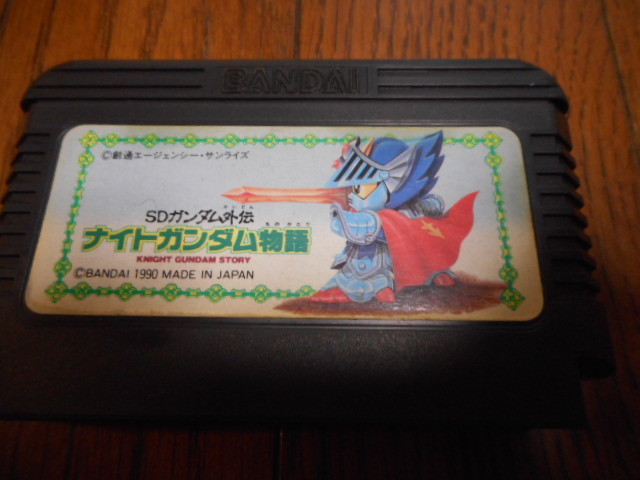 BANDAI
©創通エージェンシー・サンライズ
SDガンダム外伝
ナイトガンダム物語
KNIGHT GUNDAM STORY
©BANDAI 1990 MADE IN JAPAN